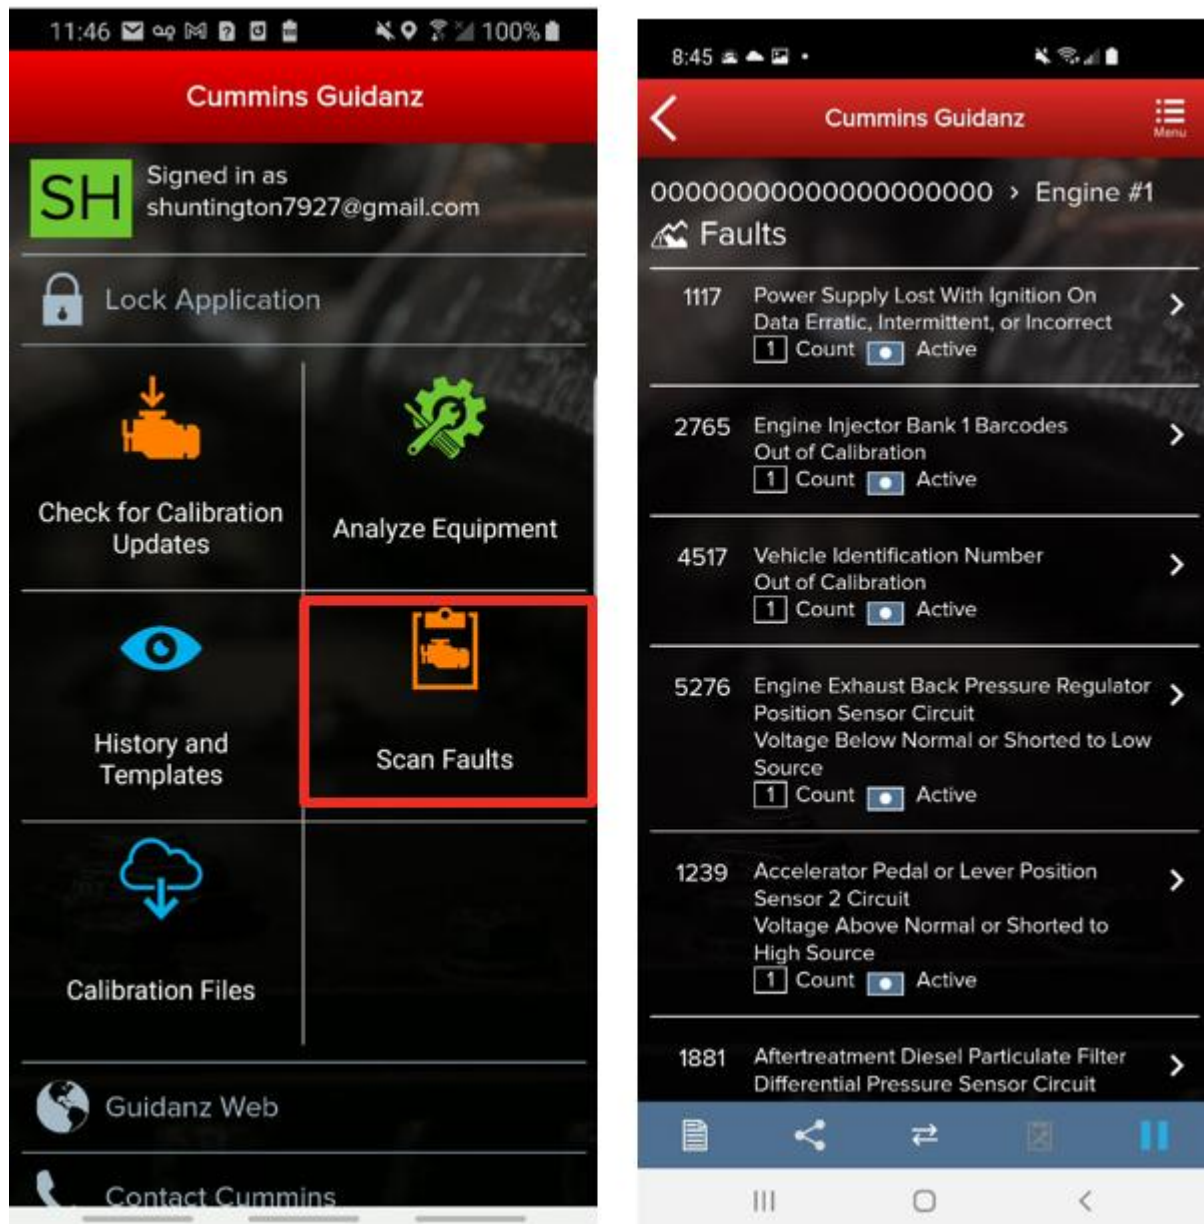 11:46
100%
Cummins Guidanz
SH
Signed in as
shuntington7927@gmail.com
Lock Application
Check for Calibration
Updates
Analyze Equipment
History and
Templates
Scan Faults
Calibration Files
Guidanz Web
Contact Cummins
8:45
Cummins Guidanz
Menu
00000000000000000000 > Engine #1
Faults
1117 Power Supply Lost With Ignition On
Data Erratic, Intermittent, or Incorrect
1 Count Active
2765 Engine Injector Bank 1 Barcodes
Out of Calibration
1 Count Active
4517 Vehicle Identification Number
Out of Calibration
1 Count Active
5276 Engine Exhaust Back Pressure Regulator
Position Sensor Circuit
Voltage Below Normal or Shorted to Low
Source
1 Count Active
1239 Accelerator Pedal or Lever Position
Sensor 2 Circuit
Voltage Above Normal or Shorted to
High Source
1 Count Active
1881 Aftertreatment Diesel Particulate Filter
Differential Pressure Sensor Circuit